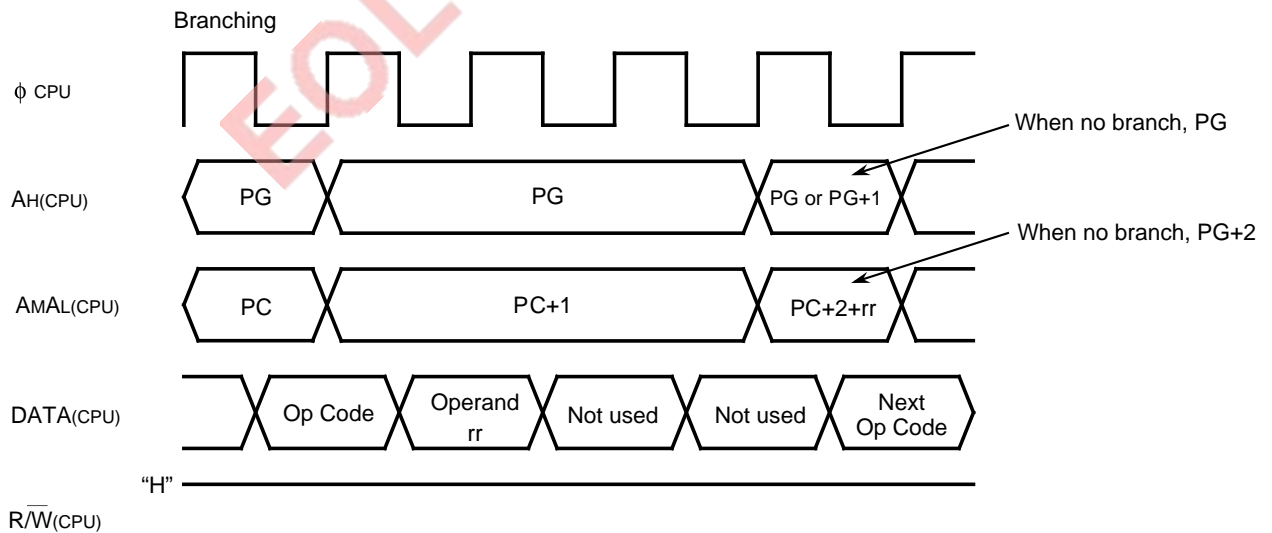 Branching
ϕ CPU
When no branch, PG
AH(CPU)
PG
PG
PG or PG+1
When no branch, PG+2
AMAL(CPU)
PC
PC+1
PC+2+rr
DATA(CPU)
Op Code
Operand
rr
Not used
Not used
Next
Op Code
“H”
R/W̅(CPU)
EOL